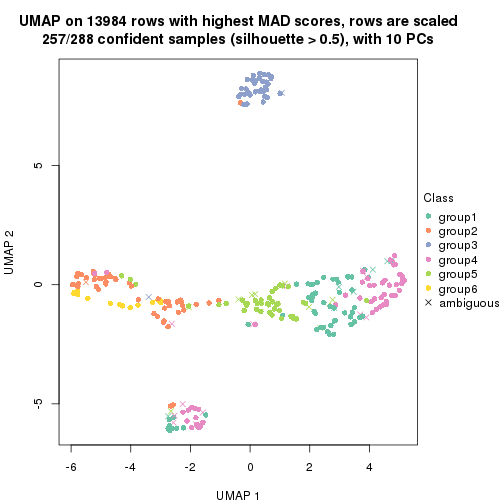 UMAP on 13984 rows with highest MAD scores, rows are scaled
257/288 confident samples (silhouette > 0.5), with 10 PCs
UMAP 2
5
0
-5
-6
-4
-2
0
2
4
UMAP 1
Class
group1
group2
group3
group4
group5
group6
ambiguous